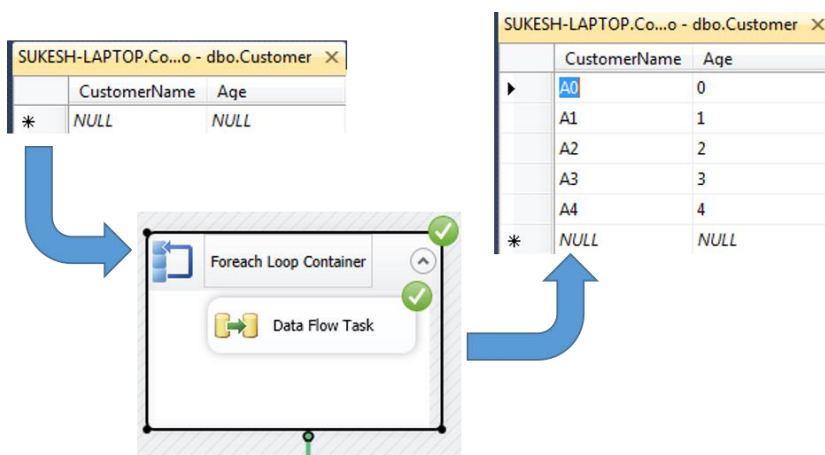 SUKESH-LAPTOP.Co...o - dbo.Customer
CustomerName Age
NULL NULL
Foreach Loop Container
Data Flow Task
SUKESH-LAPTOP.Co...o - dbo.Customer
CustomerName Age
A0 0
A1 1
A2 2
A3 3
A4 4
NULL NULL